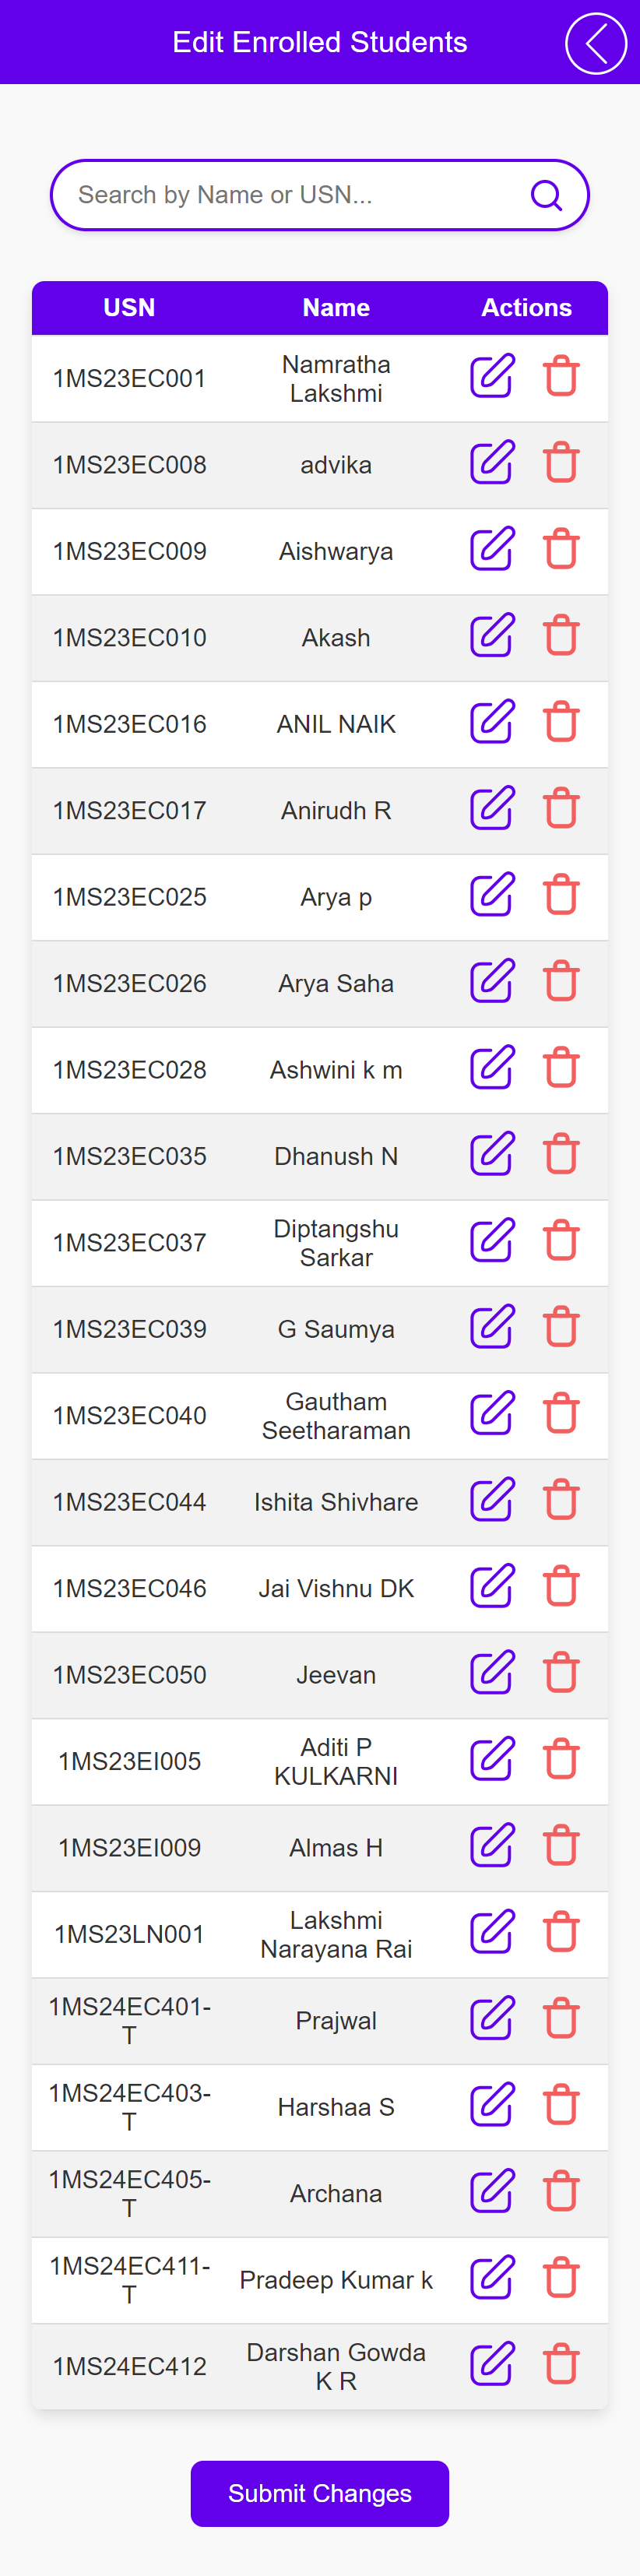 Edit Enrolled Students
Search by Name or USN...
USN Name Actions
1MS23EC001 Namratha
Lakshmi
1MS23EC008 advika
1MS23EC009 Aishwarya
1MS23EC010 Akash
1MS23EC016 ANIL NAIK
1MS23EC017 Anirudh R
1MS23EC025 Arya p
1MS23EC026 Arya Saha
1MS23EC028 Ashwini k m
1MS23EC035 Dhanush N
1MS23EC037 Diptangshu
Sarkar
1MS23EC039 G Saumya
1MS23EC040 Gautham
Seetharaman
1MS23EC044 Ishita Shivhare
1MS23EC046 Jai Vishnu DK
1MS23EC050 Jeevan
1MS23EI005 Aditi P
KULKARNI
1MS23EI009 Almas H
1MS23LN001 Lakshmi
Narayana Rai
1MS24EC401-
T Prajwal
1MS24EC403-
T Harshaa S
1MS24EC405-
T Archana
1MS24EC411-
T Pradeep Kumar k
1MS24EC412 Darshan Gowda
K R
Submit Changes